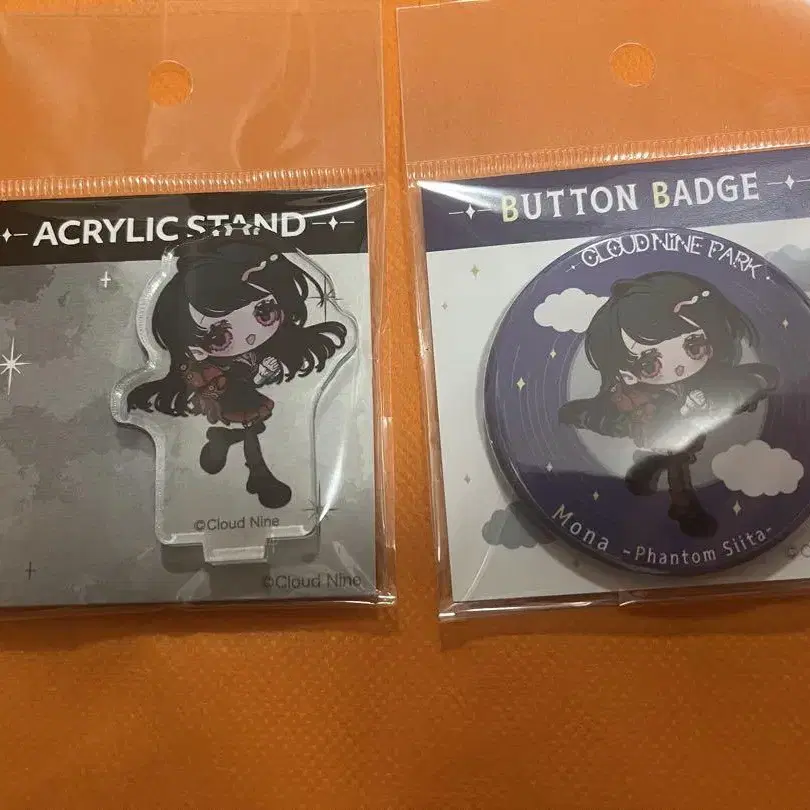 ACRYLIC STAND
©Cloud Nine
©Cloud Nine
BUTTON BADGE
CLOUD NINE PARK
Mona -Phantom Siita-